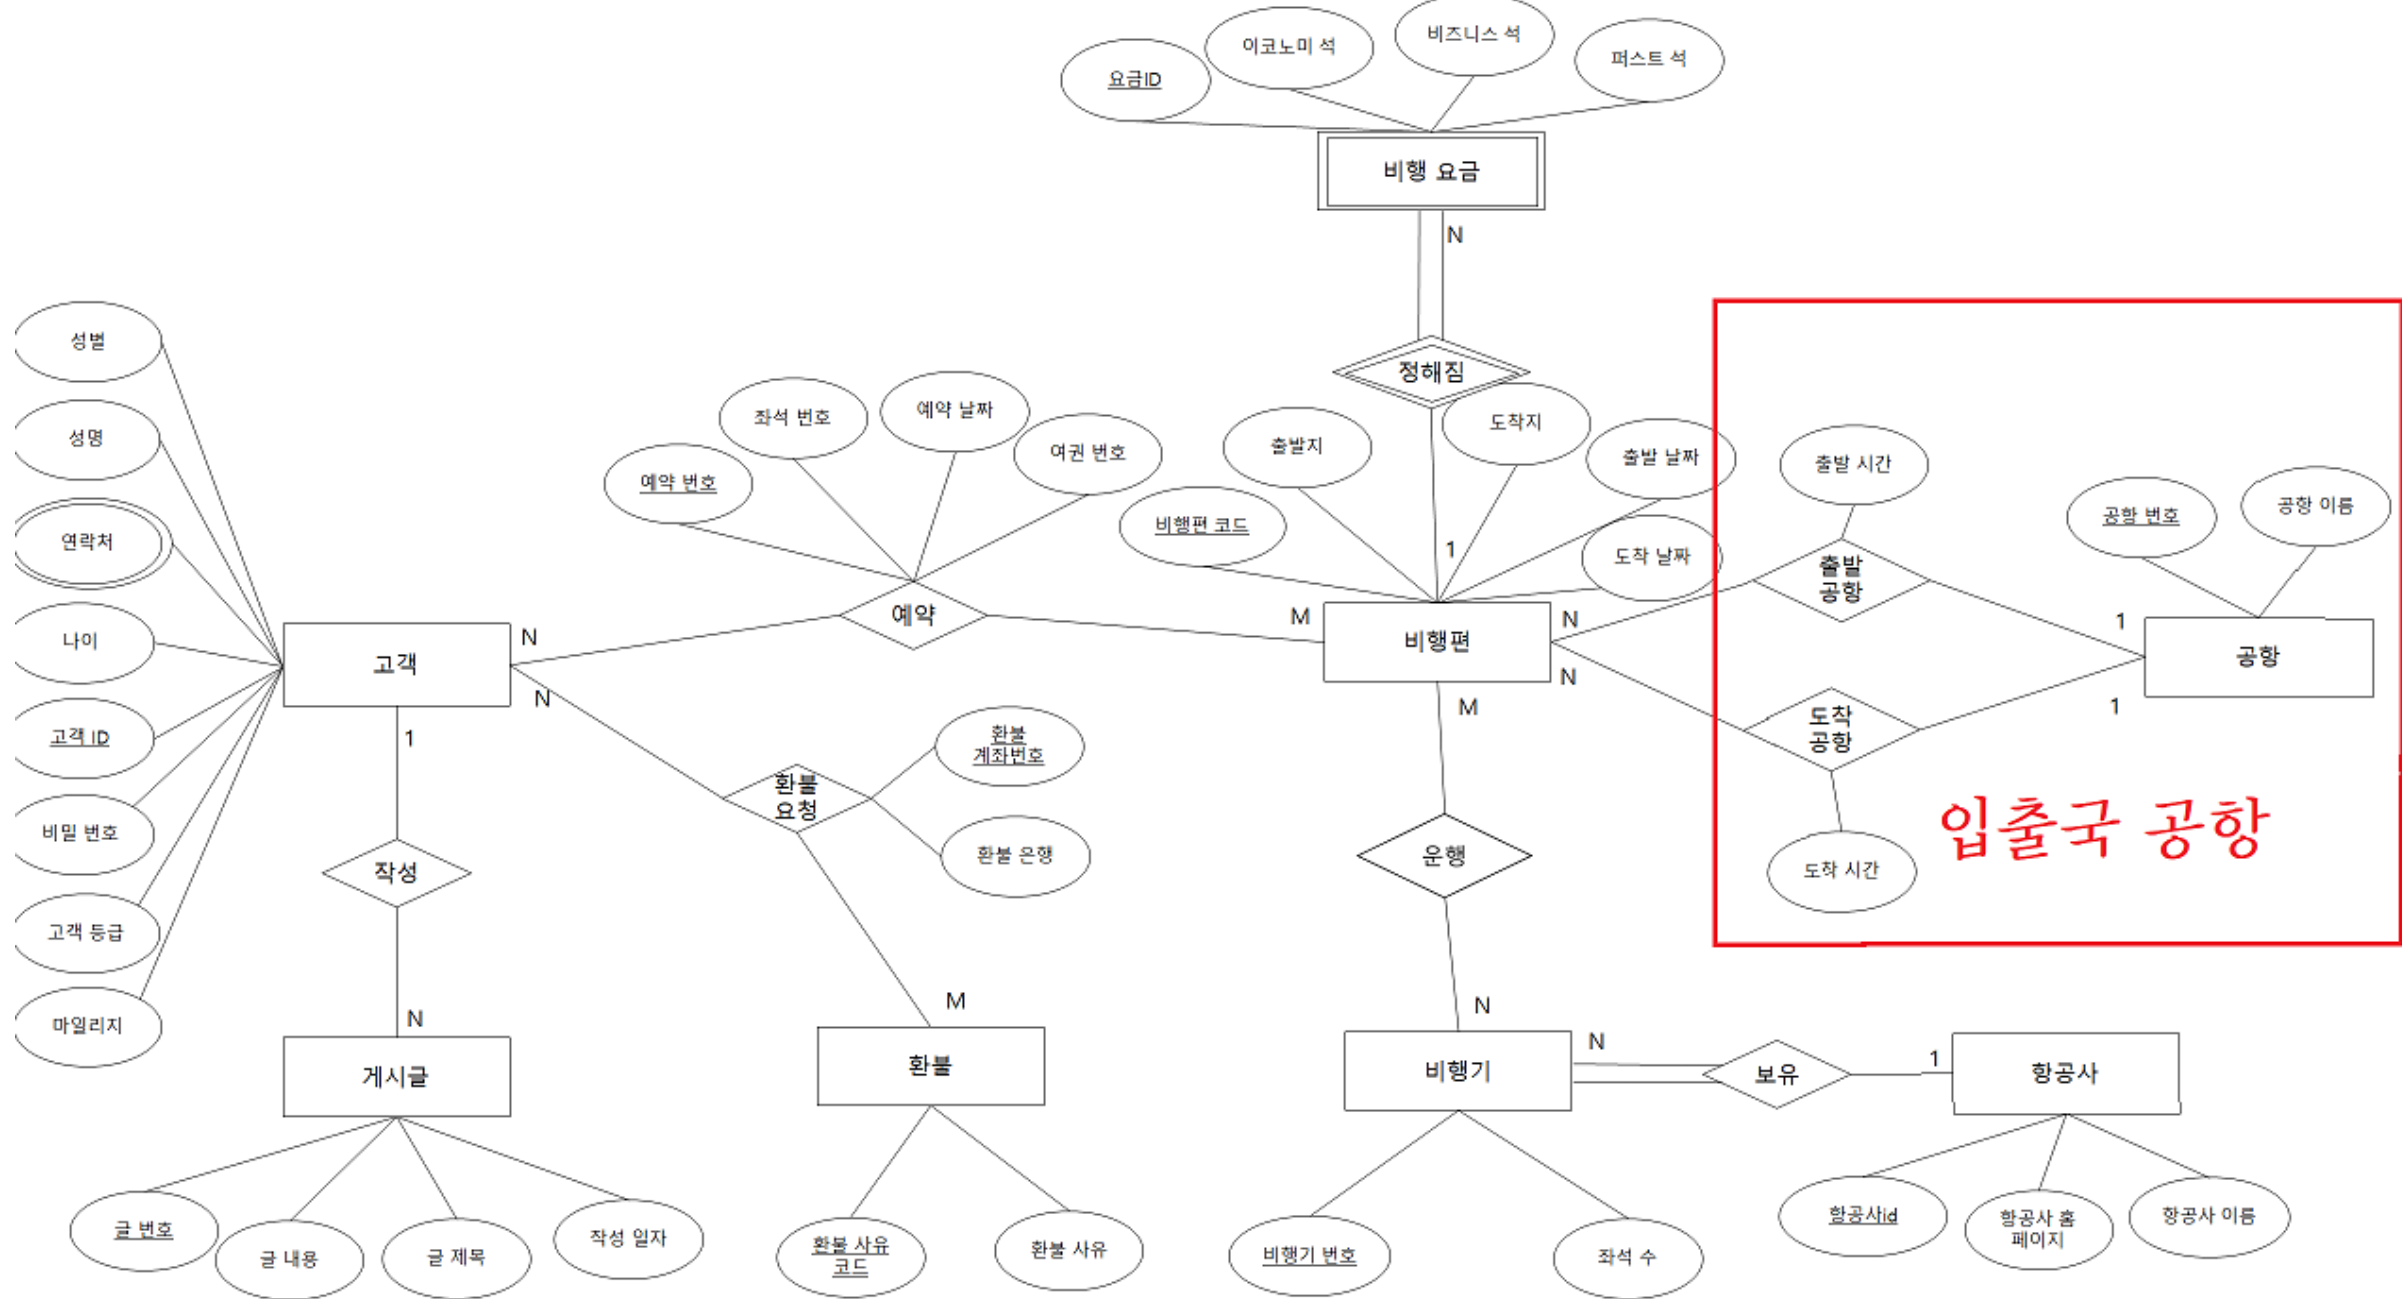 요금ID
이코노미 석
비즈니스 석
퍼스트 석
비행 요금
N
정해짐
성별
성명
연락처
나이
고객 ID
비밀 번호
고객 등급
마일리지
고객
N
N
1
작성
N
게시글
글 번호
글 내용
글 제목
작성 일자
예약 번호
좌석 번호
예약 날짜
여권 번호
예약
M
환불
요청
환불
계좌번호
환불 은행
M
환불
환불 사유
코드
환불 사유
비행편 코드
출발지
도착지
출발 날짜
도착 날짜
1
비행편
N
N
M
운행
N
비행기
비행기 번호
좌석 수
N
보유
1
항공사
항공사id
항공사 홈
페이지
항공사 이름
출발 시간
출발
공항
1
공항 번호
공항 이름
공항
도착
공항
1
도착 시간
입출국 공항